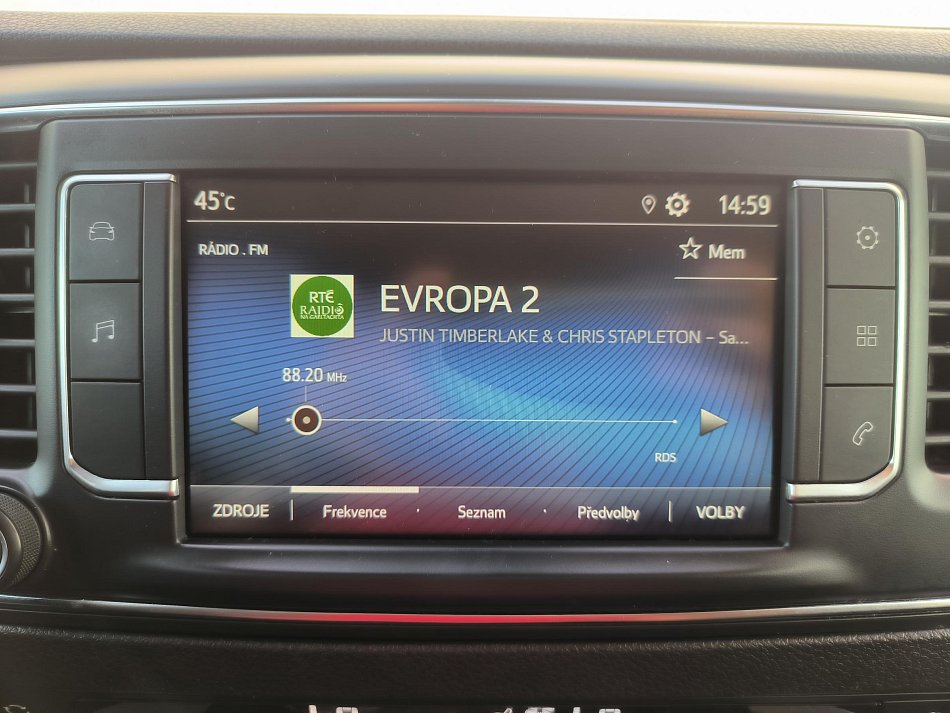 45°C 14:59
RÁDIO . FM
Mem
RTÉ
RAIDIÓ
NA GAELTACHTA
EVROPA 2
JUSTIN TIMBERLAKE & CHRIS STAPLETON – Sa...
88.20 MHz
RDS
ZDROJE Frekvence Seznam Předvolby VOLBY